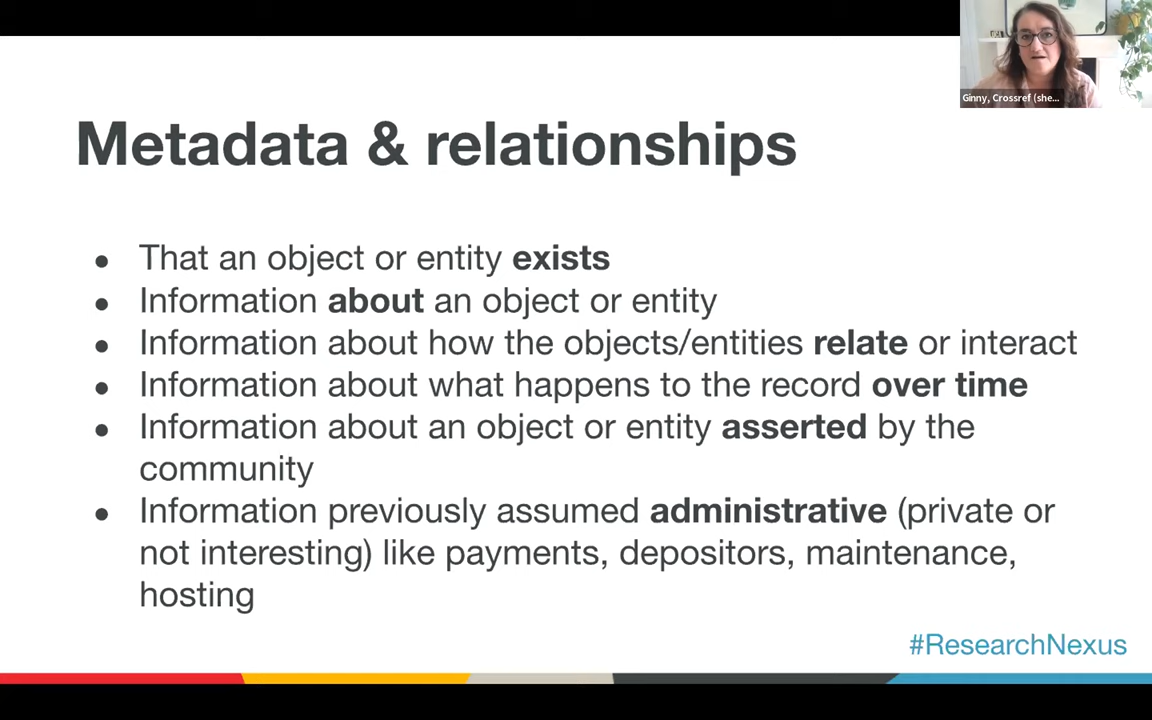 Ginny, Crossref (she...
Metadata & relationships
● That an object or entity exists
● Information about an object or entity
● Information about how the objects/entities relate or interact
● Information about what happens to the record over time
● Information about an object or entity asserted by the
community
● Information previously assumed administrative (private or
not interesting) like payments, depositors, maintenance,
hosting
#ResearchNexus